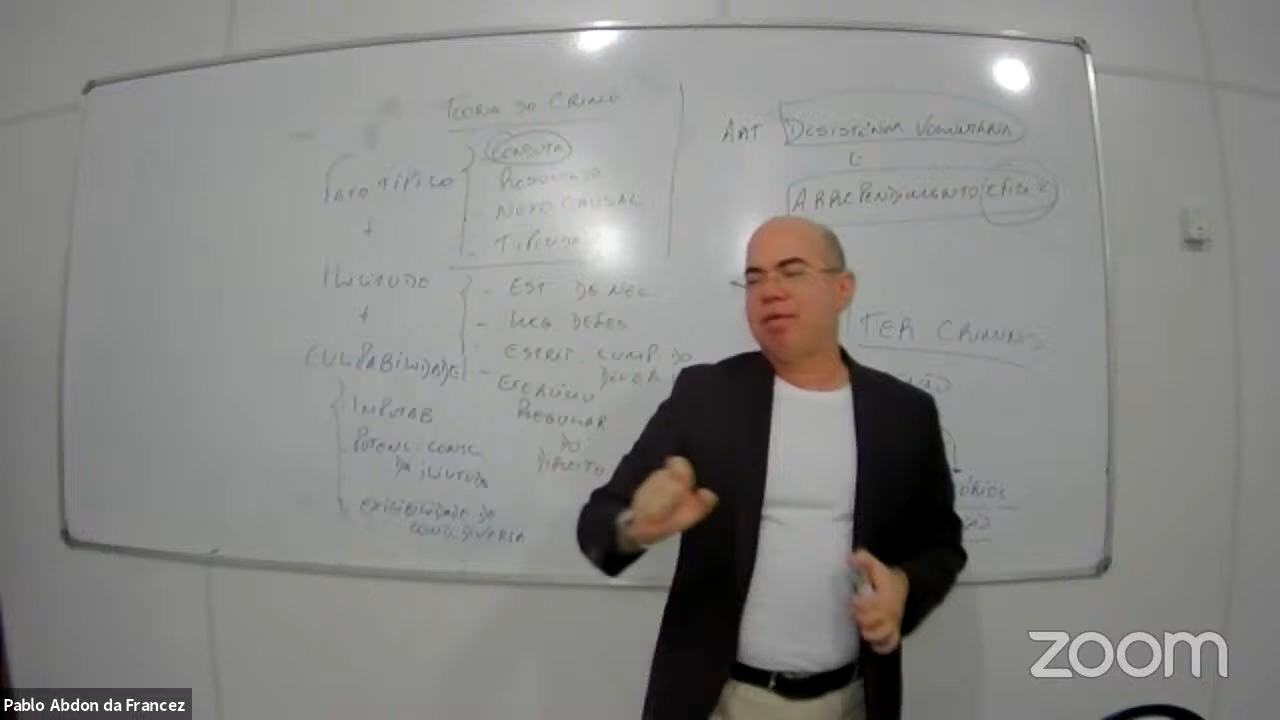 TEORIA DO CRIME
FATO TÍPICO
CONDUTA
RESULTADO
- NEXO CAUSAL
- TIPICIDA
+
ILICITUDE
- EST DE NEC
- LEG DEFES
- ESTRIT. CUMP. DO
DEVER
- EXERCÍCIO
REGULAR
DO
DIREITO
+
CULPABILIDADE
IMPUTAB
POTENC. CONSC
DA ILICITUDE
EXIGIBILIDADE DE
COND. DIVERSA
DESISTÊNCIA VOLUNTÁRIA
ARREPENDIMENTO EFICAZ
ITER CRIMINIS
zoom
Pablo Abdon da Francez